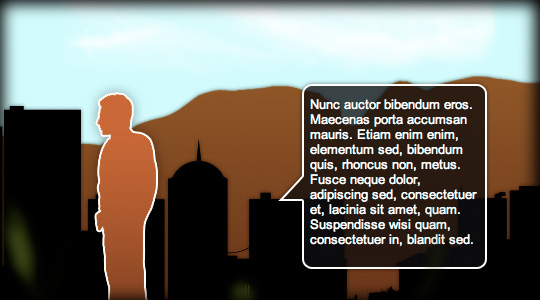 Nunc auctor bibendum eros.
Maecenas porta accumsan
mauris. Etiam enim enim,
elementum sed, bibendum
quis, rhoncus non, metus.
Fusce neque dolor,
adipiscing sed, consectetuer
et, lacinia sit amet, quam.
Suspendisse wisi quam,
consectetuer in, blandit sed.